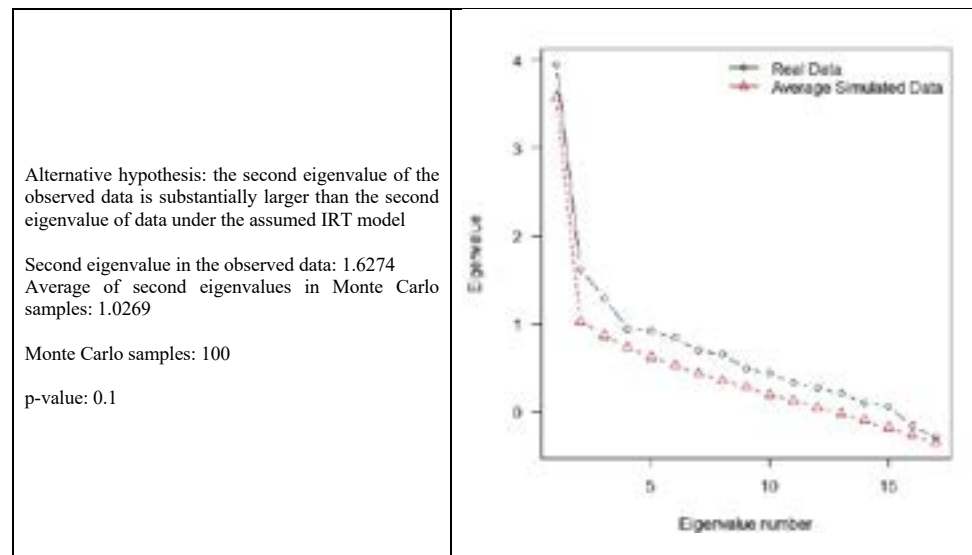 Alternative hypothesis: the second eigenvalue of the
observed data is substantially larger than the second
eigenvalue of data under the assumed IRT model
Second eigenvalue in the observed data: 1.6274
Average of second eigenvalues in Monte Carlo
samples: 1.0269
Monte Carlo samples: 100
p-value: 0.1
Real Data
Average Simulated Data
Eigenvalue
4
3
2
1
0
5
10
15
Eigenvalue number